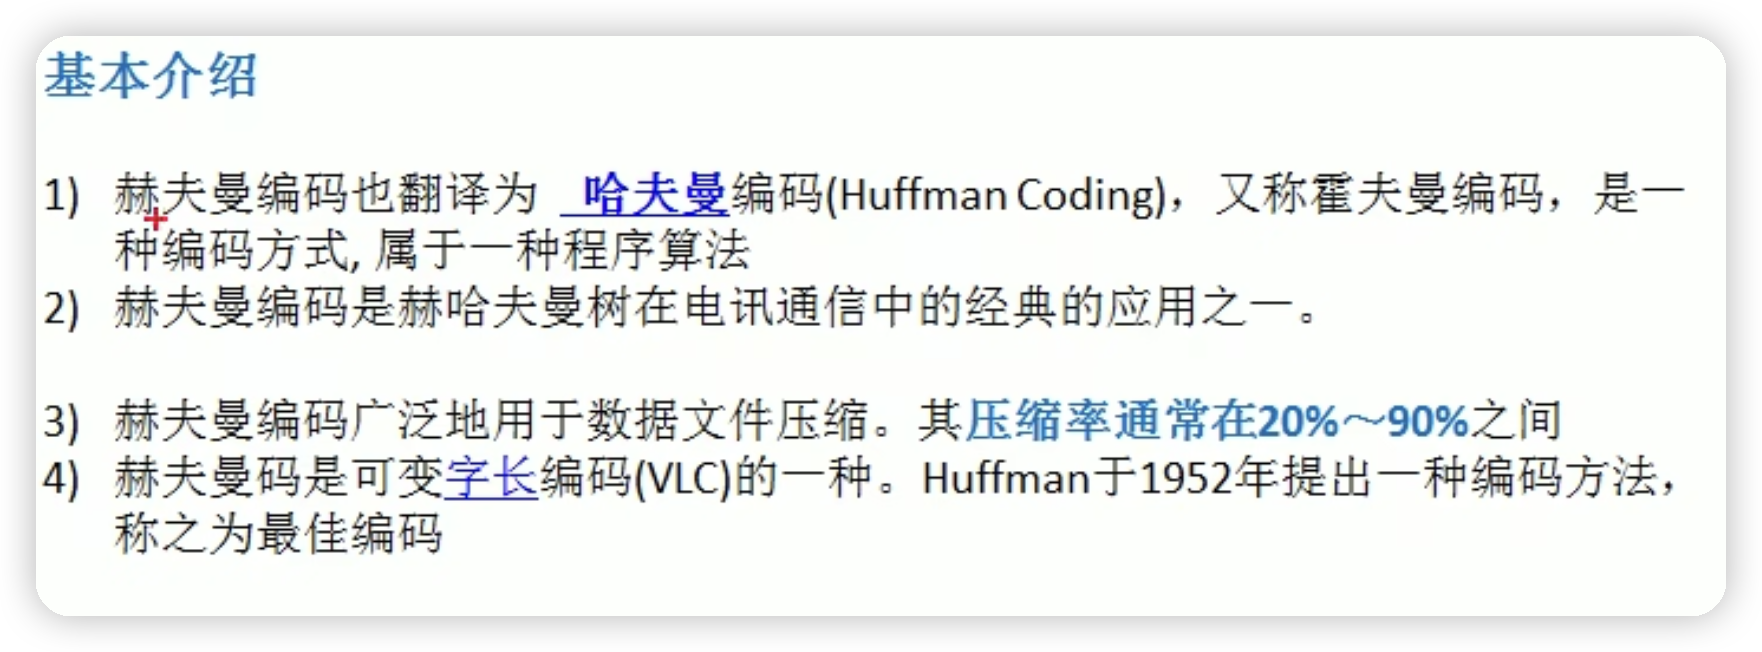 基本介绍
1) 赫夫曼编码也翻译为 哈夫曼编码(Huffman Coding)，又称霍夫曼编码，是一
种编码方式, 属于一种程序算法
2) 赫夫曼编码是赫哈夫曼树在电讯通信中的经典的应用之一。
3) 赫夫曼编码广泛地用于数据文件压缩。其压缩率通常在20%～90%之间
4) 赫夫曼码是可变字长编码(VLC)的一种。Huffman于1952年提出一种编码方法，
称之为最佳编码